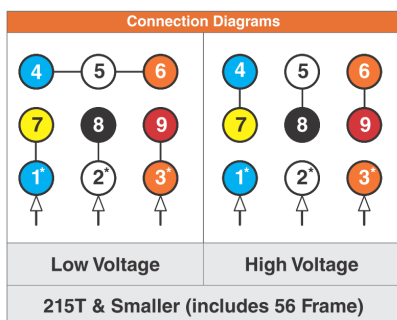 Connection Diagrams
4 5 6 4 5 6
7 8 9 7 8 9
1* 2* 3* 1* 2* 3*
Low Voltage High Voltage
215T & Smaller (includes 56 Frame)